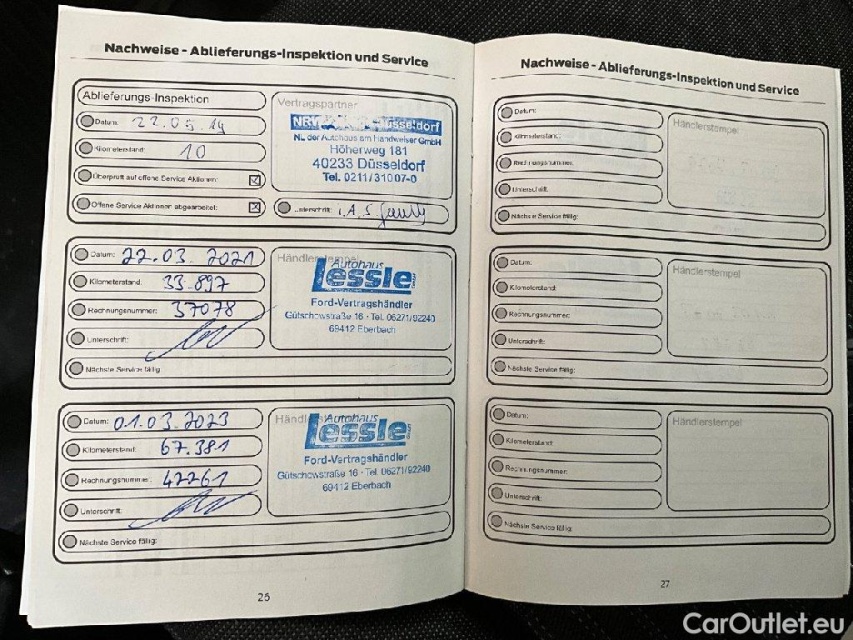 Nachweise - Ablieferungs-Inspektion und Service
Ablieferungs-Inspektion
Datum:
Kilometerstand: 10
Überprüft auf offene Service Aktionen: X
Offene Service Aktionen abgearbeitet: X
Vertragspartner
NRW Düsseldorf
NL der Autohaus am Handweiser GmbH
Höherweg 181
40233 Düsseldorf
Tel. 0211/31007-0
Unterschrift: i.A. S.
Datum: 22.03.2021
Kilometerstand: 33.897
Rechnungsnummer: 37078
Unterschrift:
Nächste Service fällig:
Händlerstempel
Autohaus
Lessle
Ford-Vertragshändler
Gütschowstraße 16 · Tel. 06271/92240
69412 Eberbach
Datum: 01.03.2023
Kilometerstand: 67.381
Rechnungsnummer: 42261
Unterschrift:
Nächste Service fällig:
Händl
Autohaus
Lessle
Ford-Vertragshändler
Gütschowstraße 16 · Tel. 06271/92240
69412 Eberbach
26
Nachweise - Ablieferungs-Inspektion und Service
Datum:
Kilometerstand:
Rechnungsnummer:
Unterschrift:
Nächste Service fällig:
Händlerstempel
Datum:
Kilometerstand:
Rechnungsnummer:
Unterschrift:
Nächste Service fällig:
Händlerstempel
Datum:
Kilometerstand:
Rechnungsnummer:
Unterschrift:
Nächste Service fällig:
Händlerstempel
27
CarOutlet.eu